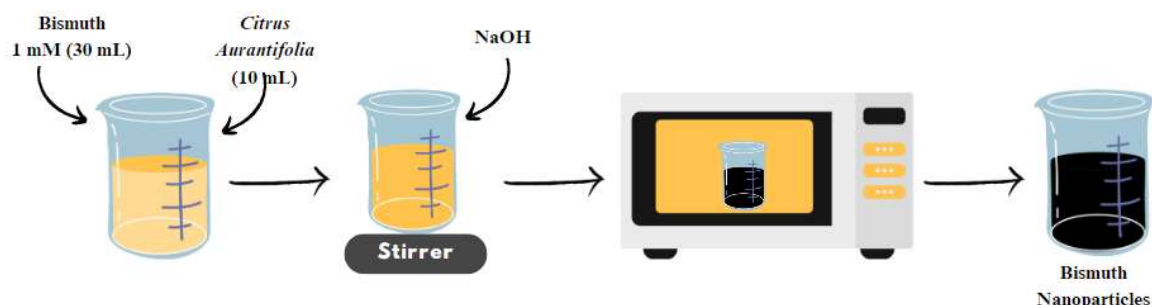 Bismuth
1 mM (30 mL)
Citrus
Aurantifolia
(10 mL)
NaOH
Stirrer
Bismuth
Nanoparticles